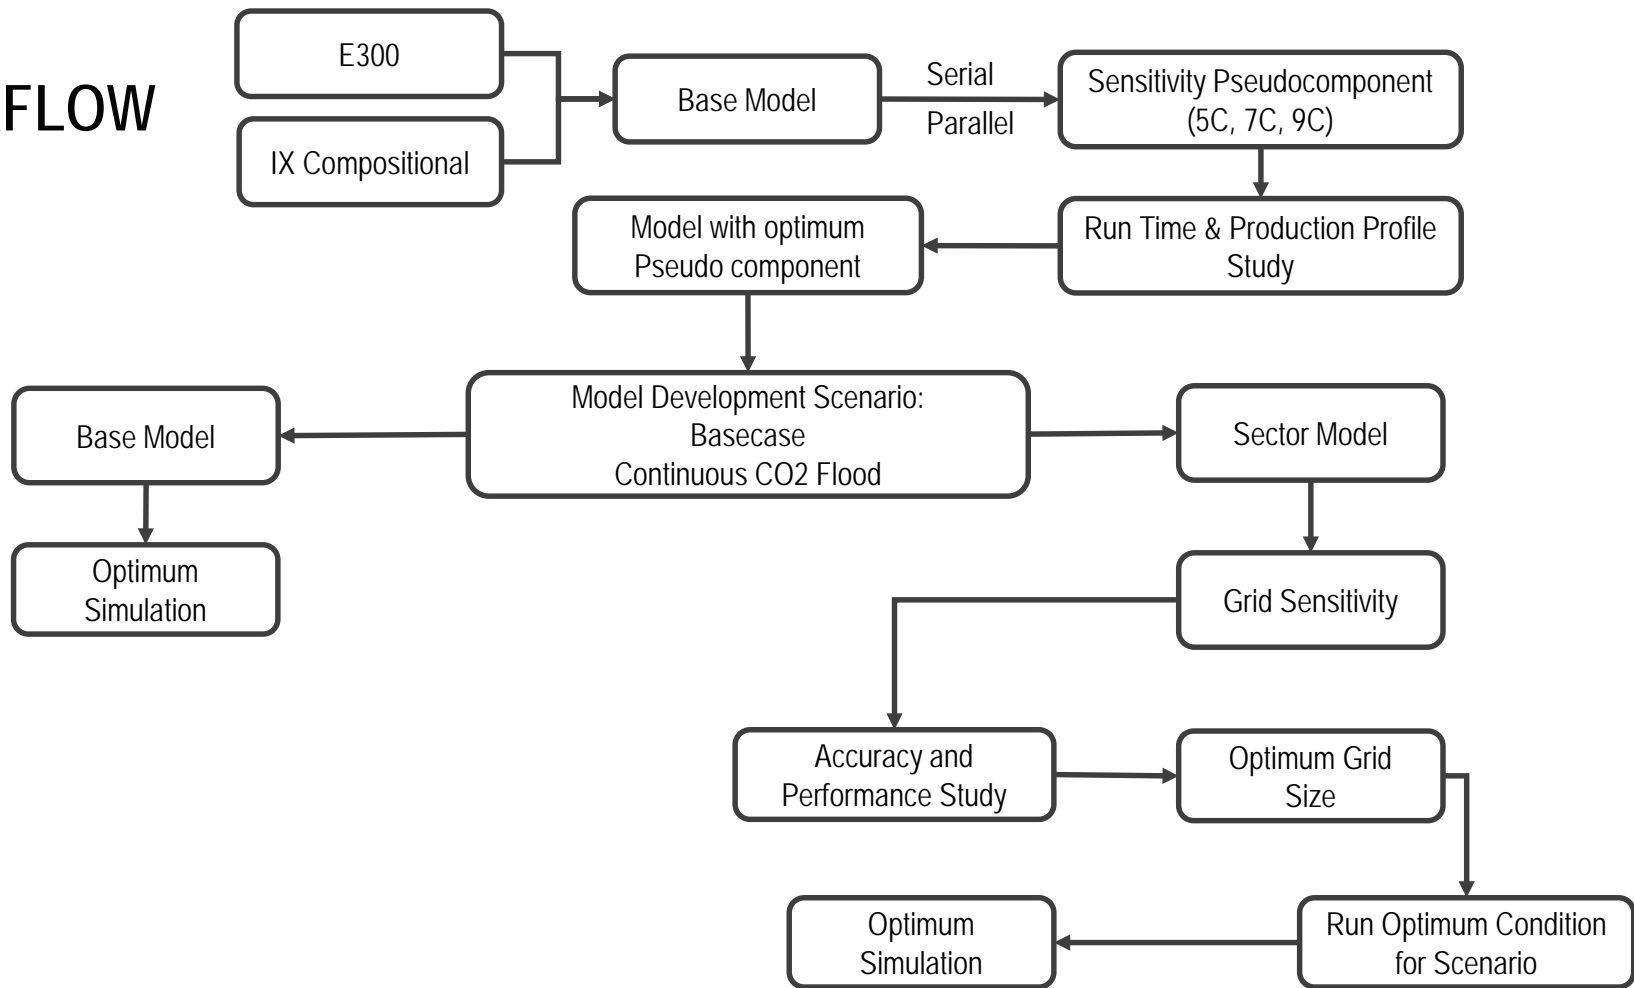 FLOW
E300
IX Compositional
Base Model
Serial
Parallel
Sensitivity Pseudocomponent
(5C, 7C, 9C)
Run Time & Production Profile
Study
Model with optimum
Pseudo component
Model Development Scenario:
Basecase
Continuous CO2 Flood
Base Model
Optimum
Simulation
Sector Model
Grid Sensitivity
Accuracy and
Performance Study
Optimum Grid
Size
Run Optimum Condition
for Scenario
Optimum
Simulation